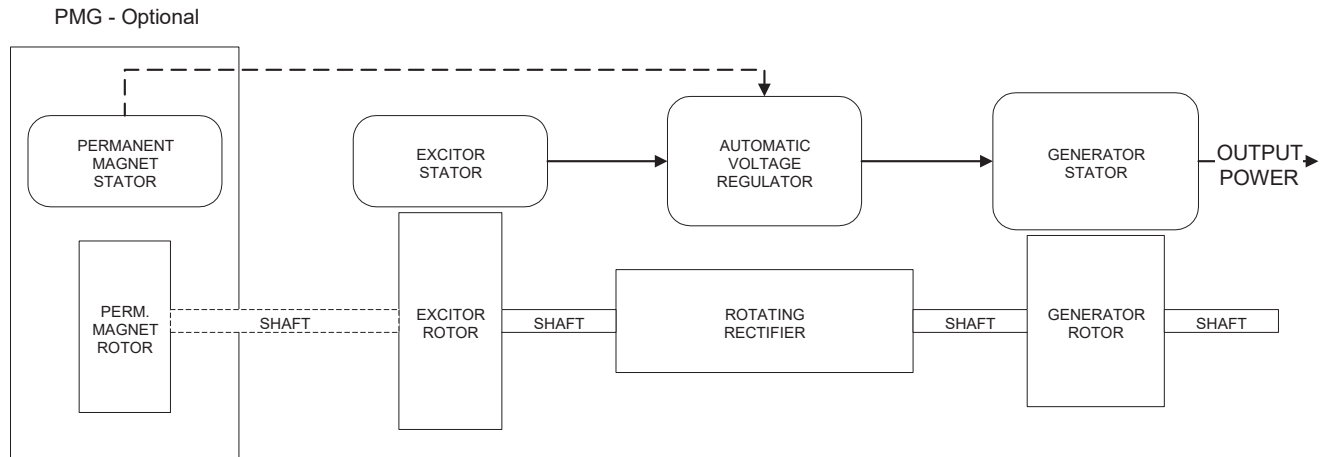 PMG - Optional
PERMANENT
MAGNET
STATOR
EXCITOR
STATOR
AUTOMATIC
VOLTAGE
REGULATOR
GENERATOR
STATOR
OUTPUT
POWER
PERM.
MAGNET
ROTOR
SHAFT
EXCITOR
ROTOR
SHAFT
ROTATING
RECTIFIER
SHAFT
GENERATOR
ROTOR
SHAFT